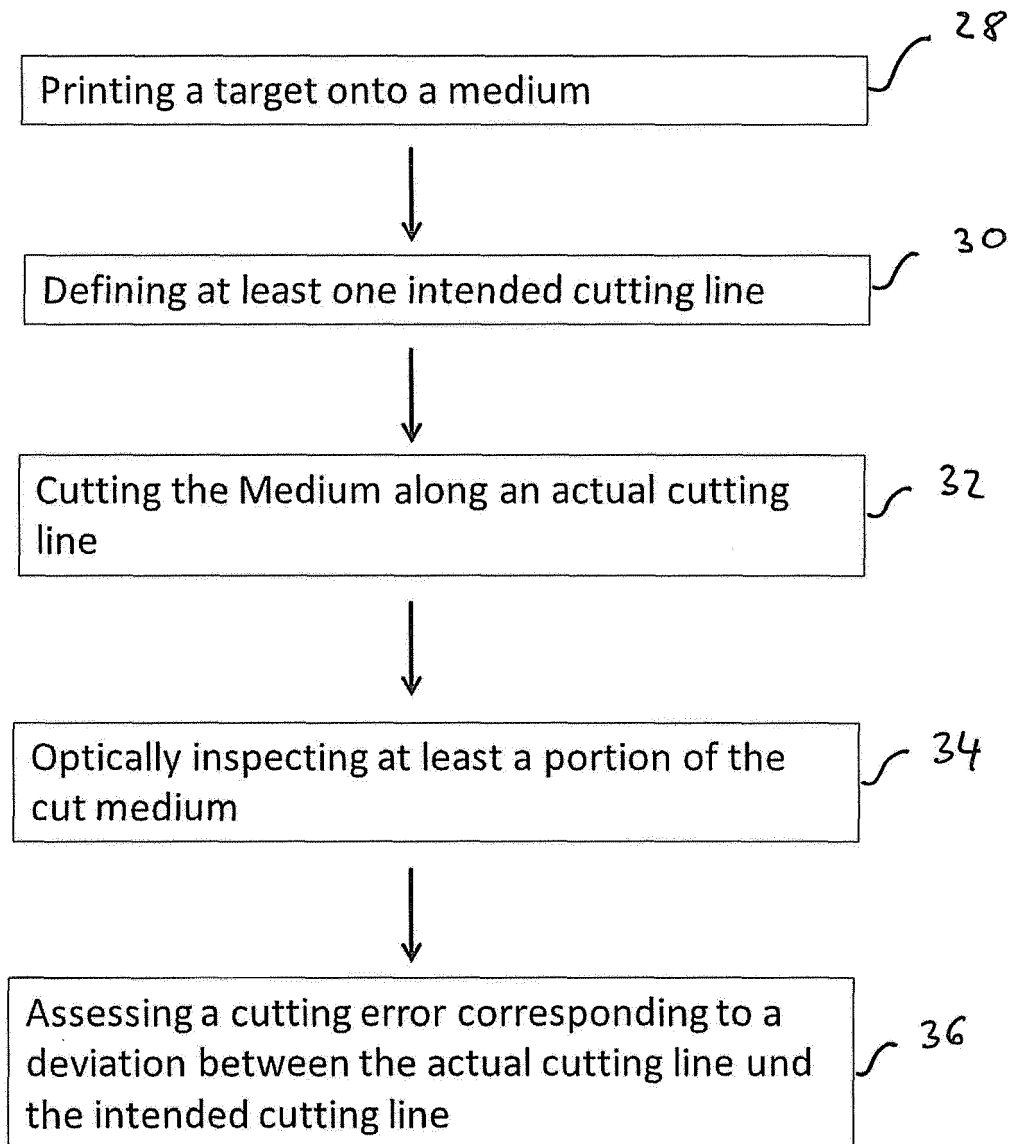 28
Printing a target onto a medium
30
Defining at least one intended cutting line
32
Cutting the Medium along an actual cutting
line
34
Optically inspecting at least a portion of the
cut medium
36
Assessing a cutting error corresponding to a
deviation between the actual cutting line und
the intended cutting line